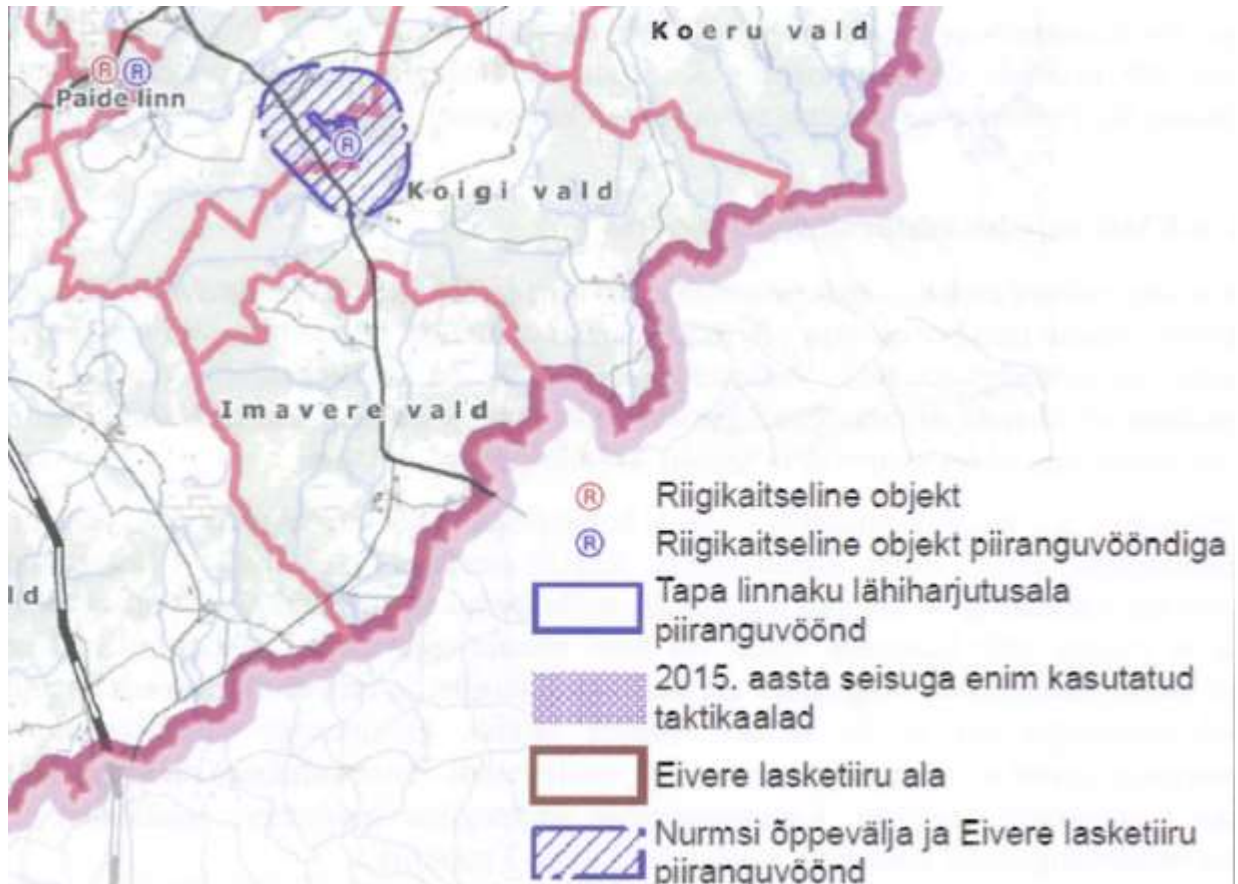 Koeru vald
R R
Paide linn
R
Koigi vald
Imavere vald
ld
R Riigikaitseline objekt
R Riigikaitseline objekt piiranguvööndiga
Tapa linnaku lähiharjutusala
piiranguvöönd
2015. aasta seisuga enim kasutatud
taktikaalad
Eivere lasketiiru ala
Nurmsi õppevälja ja Eivere lasketiiru
piiranguvöönd